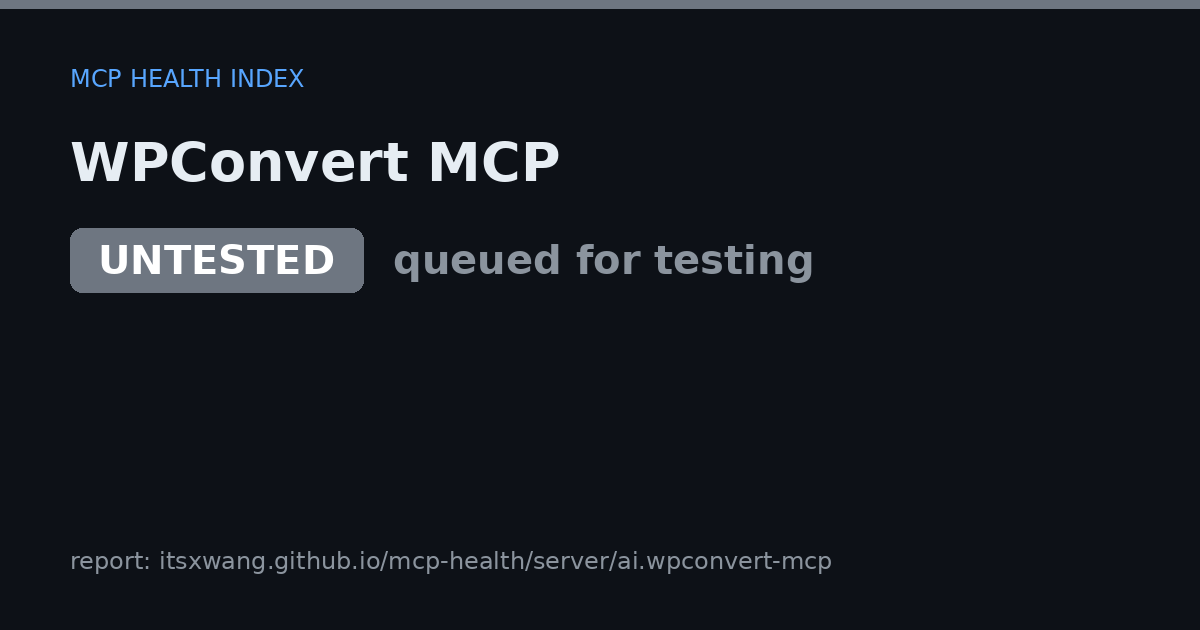 MCP HEALTH INDEX
WPConvert MCP
UNTESTED queued for testing
report: itsxwang.github.io/mcp-health/server/ai.wpconvert-mcp